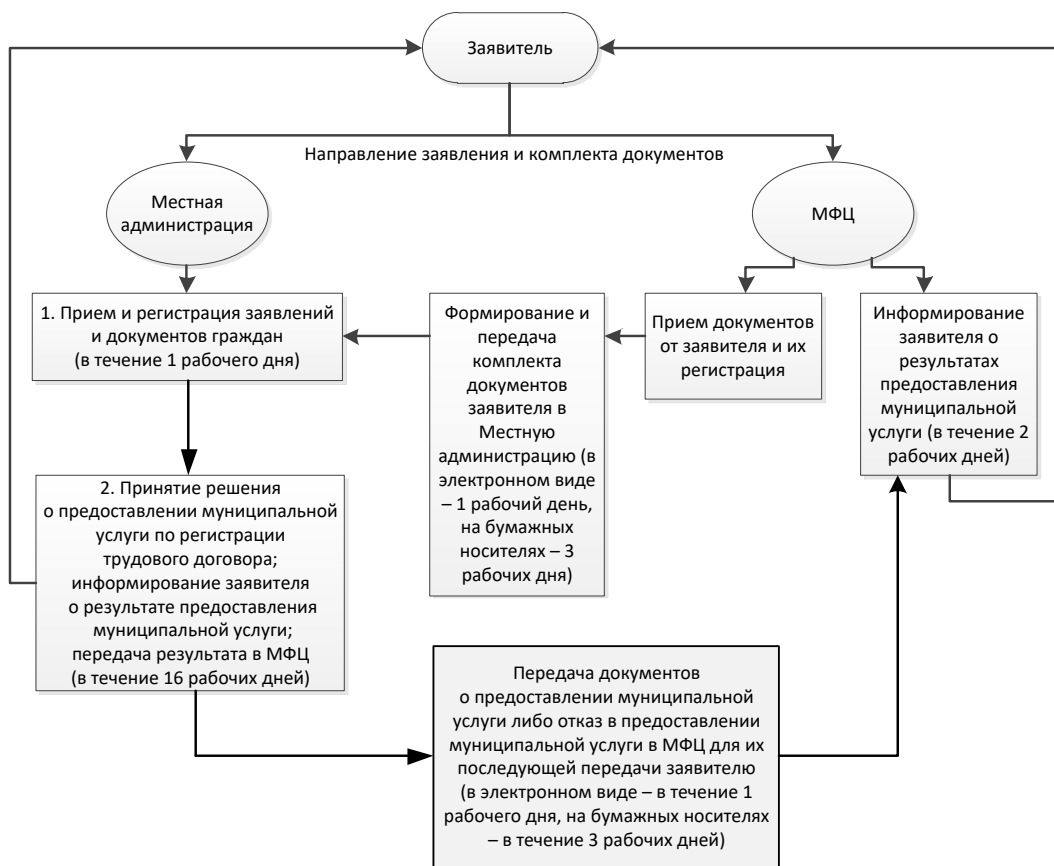 Заявитель
Направление заявления и комплекта документов
Местная
администрация
МФЦ
1. Прием и регистрация заявлений
и документов граждан
(в течение 1 рабочего дня)
Формирование и
передача
комплекта
документов
заявителя в
Местную
администрацию (в
электронном виде
– 1 рабочий день,
на бумажных
носителях – 3
рабочих дня)
Прием документов
от заявителя и их
регистрация
Информирование
заявителя о
результатах
предоставления
муниципальной
услуги (в течение 2
рабочих дней)
2. Принятие решения
о предоставлении муниципальной
услуги по регистрации
трудового договора;
информирование заявителя
о результате предоставления
муниципальной услуги;
передача результата в МФЦ
(в течение 16 рабочих дней)
Передача документов
о предоставлении муниципальной
услуги либо отказ в предоставлении
муниципальной услуги в МФЦ для их
последующей передачи заявителю
(в электронном виде – в течение 1
рабочего дня, на бумажных носителях
– в течение 3 рабочих дней)